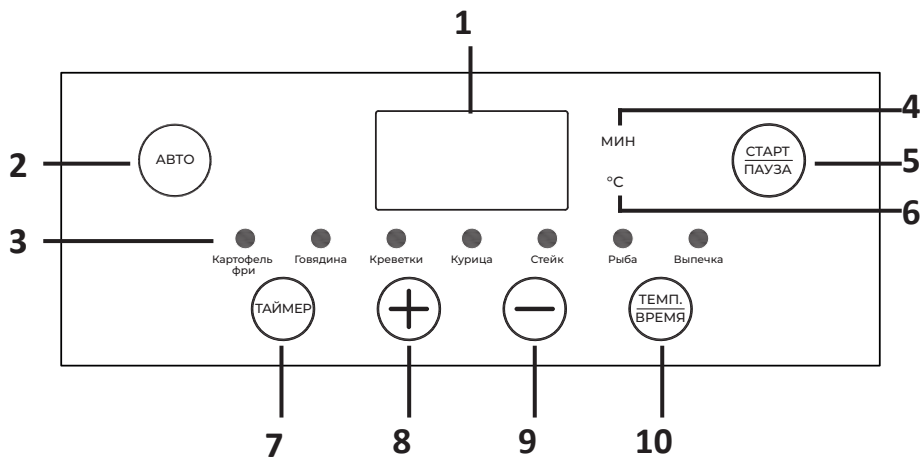 1
4
МИН
2
АВТО
СТАРТ
ПАУЗА
5
°C
6
3
Картофель
фри
Говядина
Креветки
Курица
Стейк
Рыба
Выпечка
ТАЙМЕР
+
−
ТЕМП.
ВРЕМЯ
7
8
9
10